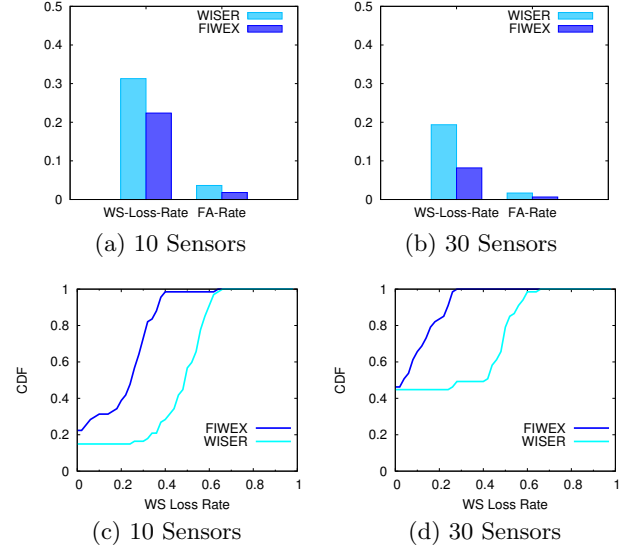 0.5
0.4
0.3
0.2
0.1
0
WISER
FIWEX
WS-Loss-Rate FA-Rate
(a) 10 Sensors
0.5
0.4
0.3
0.2
0.1
0
WISER
FIWEX
WS-Loss-Rate FA-Rate
(b) 30 Sensors
1
0.8
0.6
0.4
0.2
0
CDF
FIWEX
WISER
0 0.2 0.4 0.6 0.8 1
WS Loss Rate
(c) 10 Sensors
1
0.8
0.6
0.4
0.2
0
CDF
FIWEX
WISER
0 0.2 0.4 0.6 0.8 1
WS Loss Rate
(d) 30 Sensors